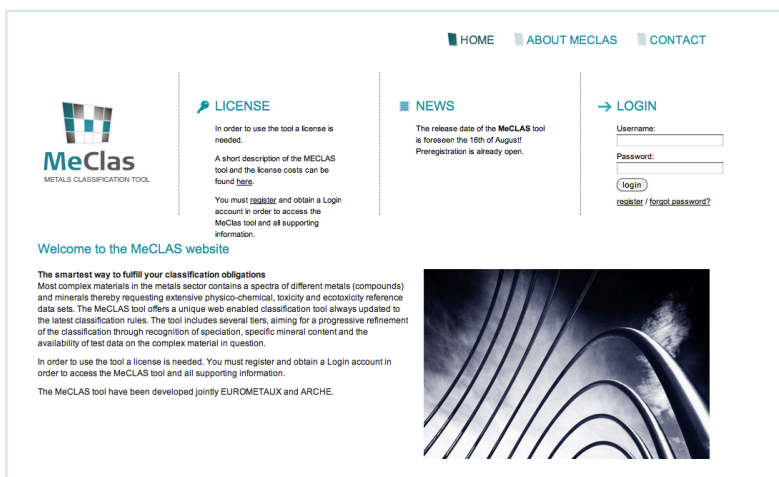 HOME ABOUT MECLAS CONTACT
MeClas
METALS CLASSIFICATION TOOL
LICENSE
In order to use the tool a license is
needed.
A short description of the MECLAS
tool and the license costs can be
found here.
You must register and obtain a Login
account in order to access the
MeClas tool and all supporting
information.
NEWS
The release date of the MeCLAS tool
is foreseen the 16th of August!
Preregistration is already open.
LOGIN
Username:
Password:
login
register / forgot password?
Welcome to the MeCLAS website
The smartest way to fulfill your classification obligations
Most complex materials in the metals sector contains a spectra of different metals (compounds)
and minerals thereby requesting extensive physico-chemical, toxicity and ecotoxicity reference
data sets. The MeCLAS tool offers a unique web enabled classification tool always updated to
the latest classification rules. The tool includes several tiers, aiming for a progressive refinement
of the classification through recognition of speciation, specific mineral content and the
availability of test data on the complex material in question.
In order to use the tool a license is needed. You must register and obtain a Login account in
order to access the MeCLAS tool and all supporting information.
The MeCLAS tool have been developed jointly EUROMETAUX and ARCHE.